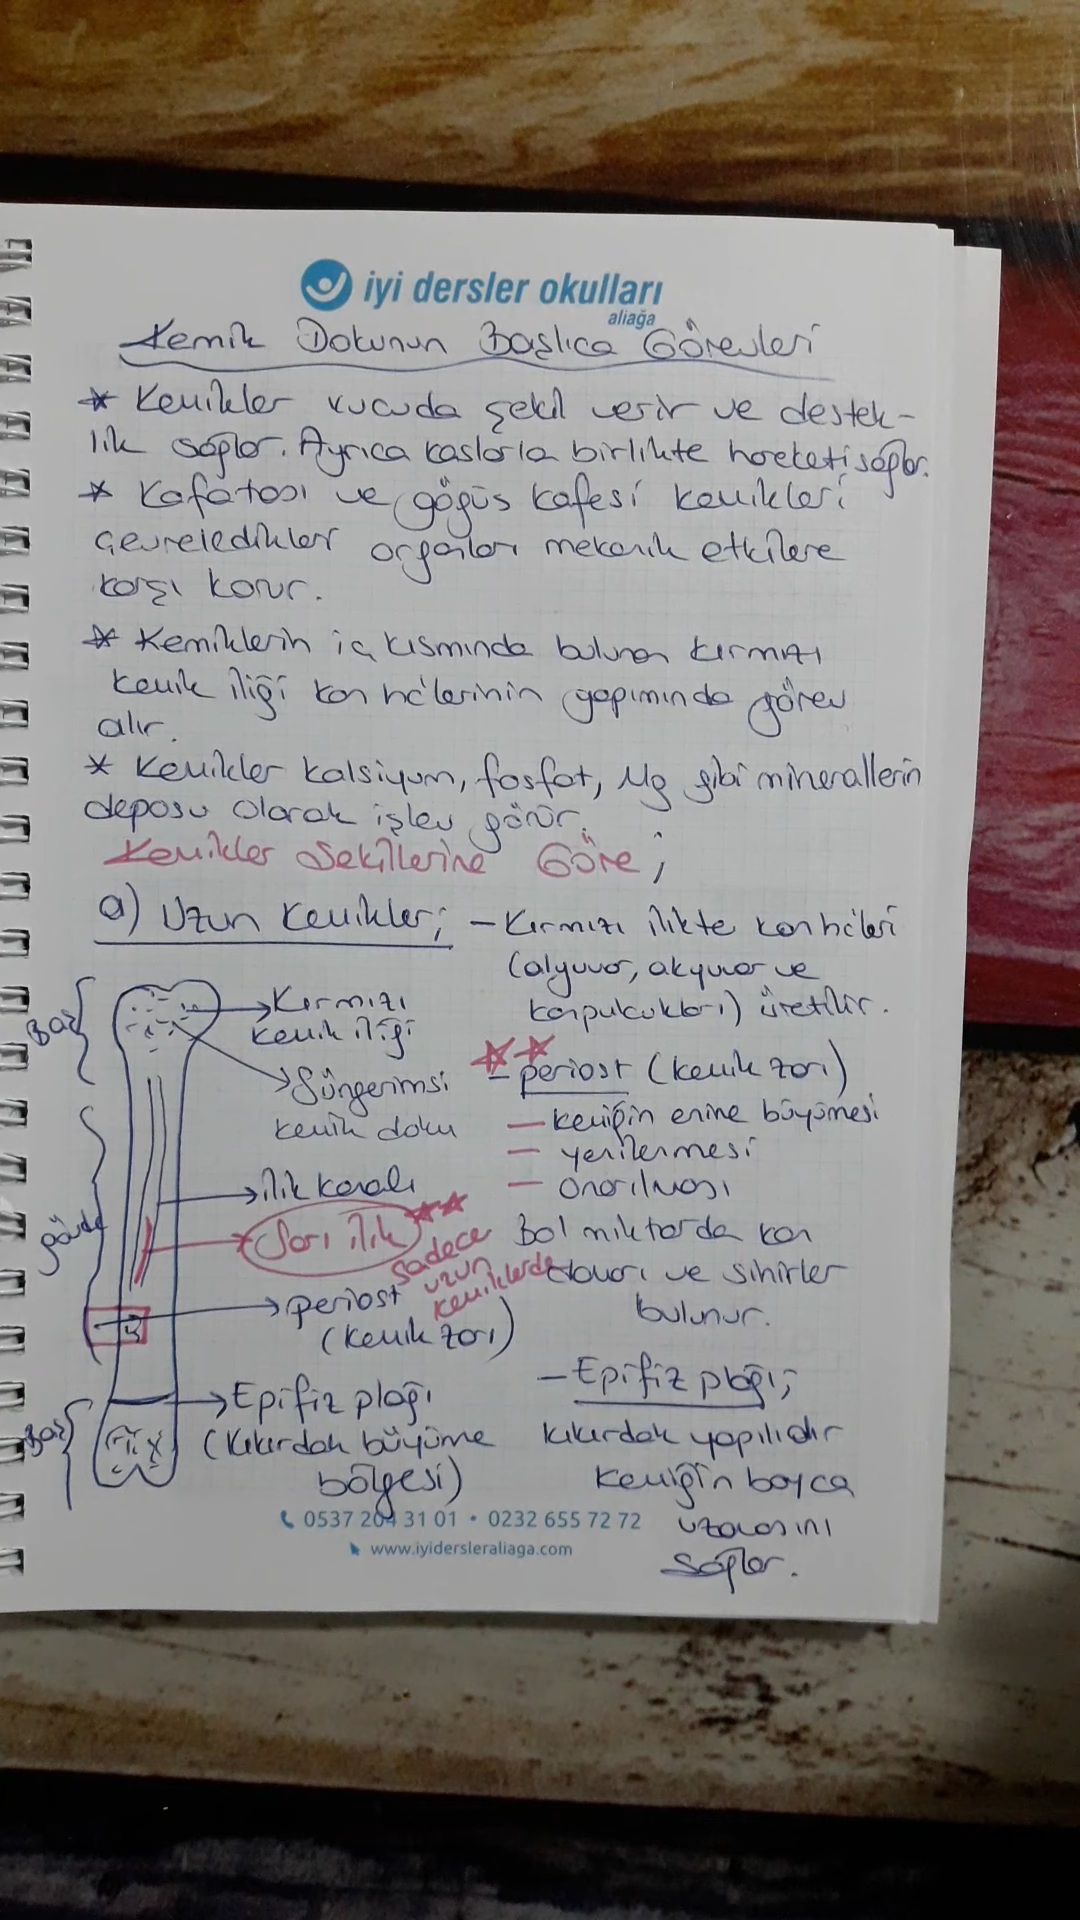 iyi dersler okulları
aliağa
Kemik Dokunun Başlıca Görevleri
* Kemikler vucuda şekil verir ve destek-
lik sağlar. Ayrıca kaslarla birlikte hareketi sağlar.
* Kafatası ve göğüs kafesi kemikleri
çevreledikleri organları mekanik etkilere
karşı korur.
* Kemiklerin iç kısmında bulunan kırmızı
kemik iliği kan hc'lerinin yapımında görev
alır.
* Kemikler kalsiyum, fosfat, Mg gibi minerallerin
deposu olarak işlev görür.
Kemikler Şekillerine Göre;
a) Uzun Kemikler; - Kırmızı ilikte kan hc'leri
(alyuvar, akyuvar ve
kan pulcukları) üretilir.
Baş
Kırmızı
kemik iliği
Süngerimsi
kemik doku
- periost (kemik zarı)
- kemiğin enine büyümesi
- yenilenmesi
- onarılması
ilik kanalı
gövde
Sarı ilik
sadece
uzun
kemiklerde
Bol miktarda kan
damarı ve sinirler
bulunur.
periost
(kemik zarı)
Epifiz plağı
(kıkırdak büyüme
bölgesi)
Baş
- Epifiz plağı;
kıkırdak yapılıdır
kemiğin boyca
uzamasını
sağlar.
0537 204 31 01 • 0232 655 72 72
www.iyidersleraliaga.com